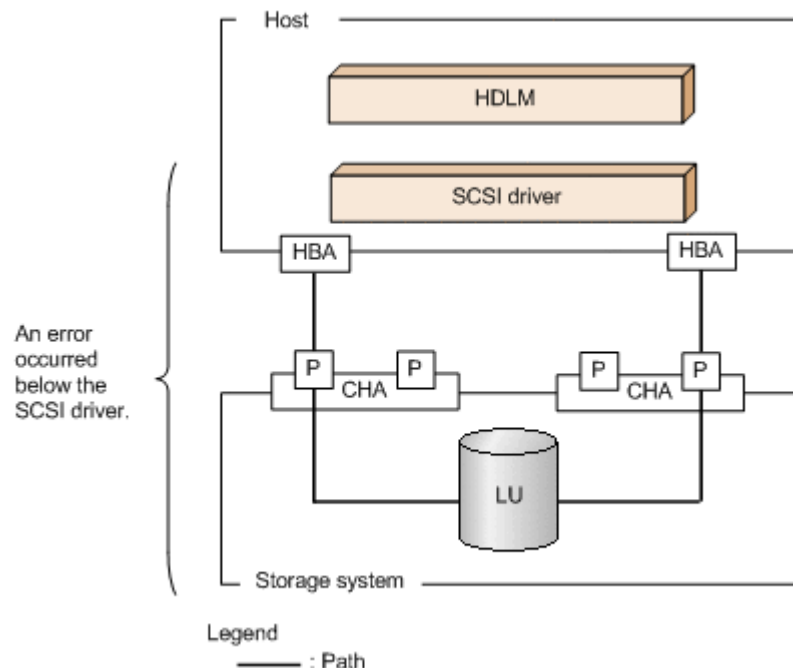 Host
HDLM
SCSI driver
HBA
HBA
An error
occurred
below the
SCSI driver.
P
P
P
P
CHA
CHA
LU
Storage system
Legend
: Path